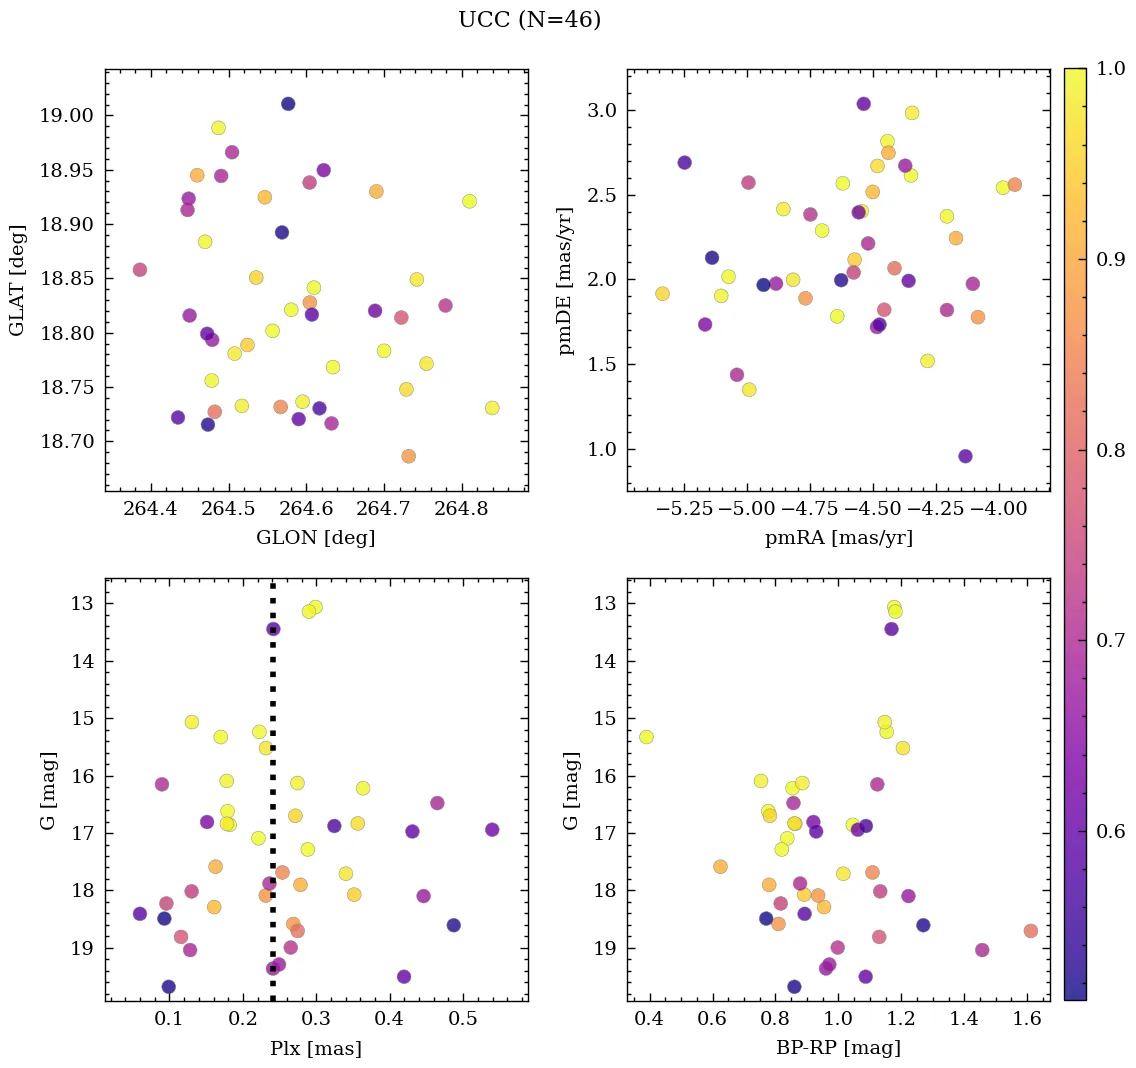 UCC (N=46)
19.00
18.95
18.90
18.85
18.80
18.75
18.70
GLAT [deg]
264.4 264.5 264.6 264.7 264.8
GLON [deg]
3.0
2.5
2.0
1.5
1.0
pmDE [mas/yr]
−5.25 −5.00 −4.75 −4.50 −4.25 −4.00
pmRA [mas/yr]
1.0
0.9
0.8
0.7
0.6
13
14
15
16
17
18
19
G [mag]
0.1 0.2 0.3 0.4 0.5
Plx [mas]
13
14
15
16
17
18
19
G [mag]
0.4 0.6 0.8 1.0 1.2 1.4 1.6
BP-RP [mag]